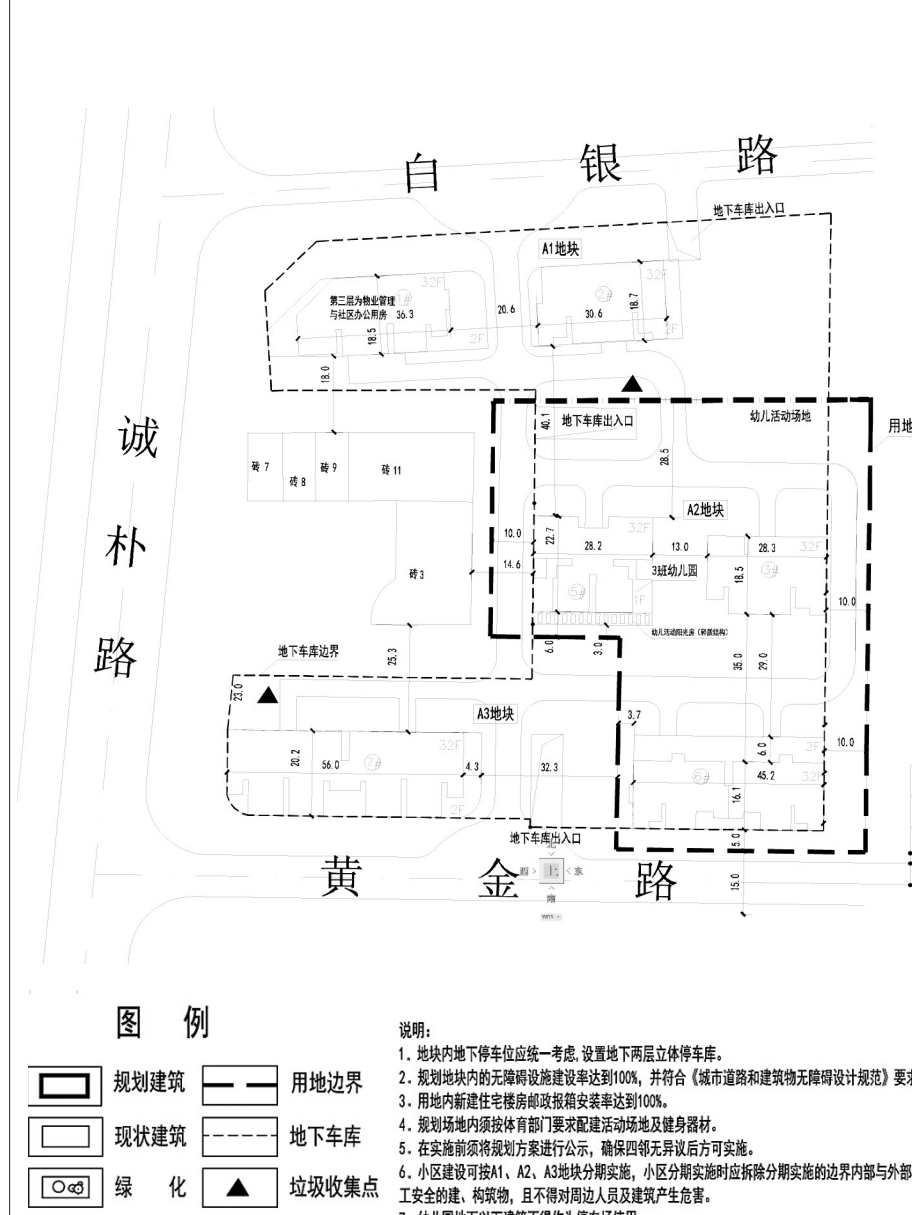 白银路
地下车库出入口
A1地块
32F
32F
第三层为物业管理
与社区办公用房
1#
36.3
2#
20.6
30.6
18.7
18.5
2F
2F
18.0
诚朴路
40.1
地下车库出入口
幼儿活动场地
用地
28.5
砖 7
砖 8
砖 9
砖 11
A2地块
32F
10.0
22.7
28.2
13.0
28.3
32F
14.6
3班幼儿园
18.5
3#
砖 3
5#
1F
10.0
幼儿活动阳光房（轻质结构）
地下车库边界
25.3
6.0
3.0
35.0
29.0
23.0
A3地块
3.7
32F
2F
20.2
56.0
7#
4.3
32.3
6.0
10.0
6#
45.2
32F
16.1
2F
地下车库出入口
5.0
北
黄金路
西
上
东
南
15.0
图 例
规划建筑
用地边界
现状建筑
地下车库
绿 化
垃圾收集点
说明：
1. 地块内地下停车位应统一考虑，设置地下两层立体停车库。
2. 规划地块内的无障碍设施建设率达到100%，并符合《城市道路和建筑物无障碍设计规范》要求
3. 用地内新建住宅楼房邮政报箱安装率达到100%。
4. 规划场地内须按体育部门要求配建活动场地及健身器材。
5. 在实施前须将规划方案进行公示，确保四邻无异议后方可实施。
6. 小区建设可按A1、A2、A3地块分期实施，小区分期实施时应拆除分期实施的边界内部与外部
工安全的建、构筑物，且不得对周边人员及建筑产生危害。